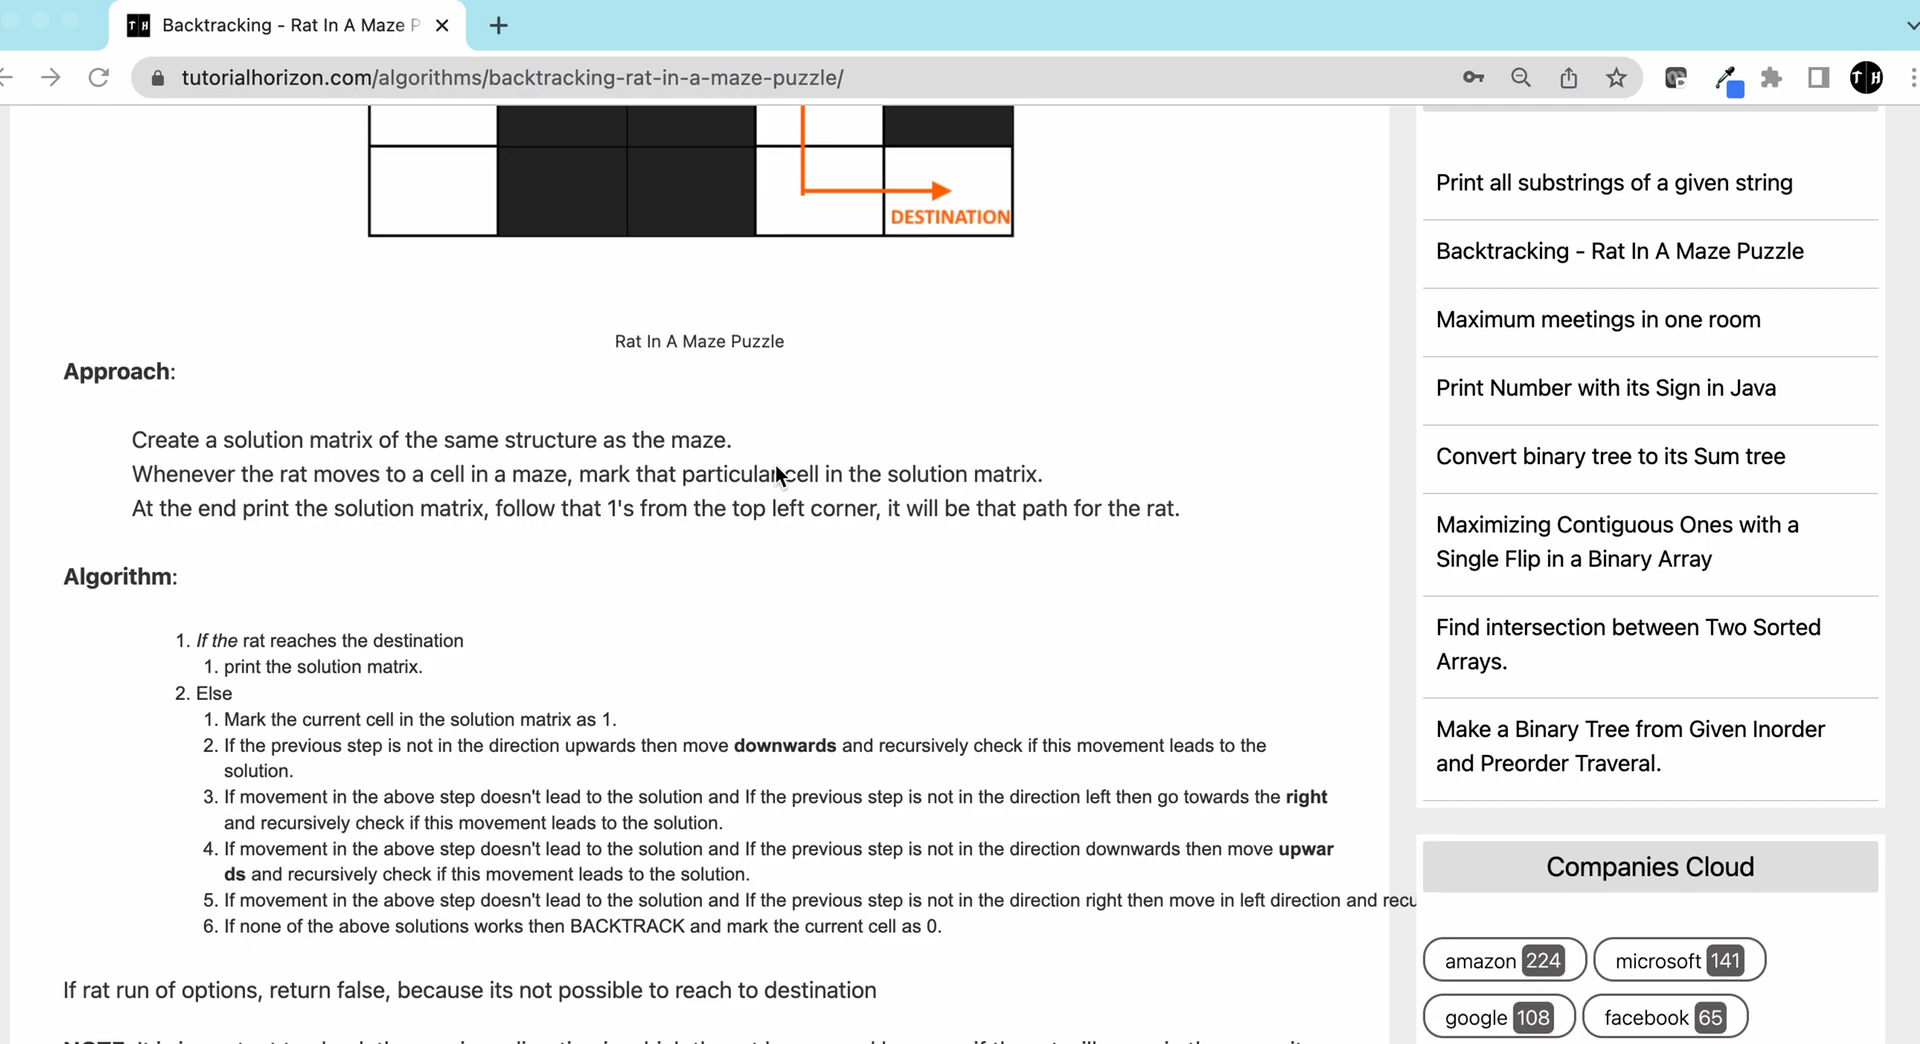 Backtracking - Rat In A Maze P
tutorialhorizon.com/algorithms/backtracking-rat-in-a-maze-puzzle/
TH
DESTINATION
Rat In A Maze Puzzle
Approach:
Create a solution matrix of the same structure as the maze.
Whenever the rat moves to a cell in a maze, mark that particular cell in the solution matrix.
At the end print the solution matrix, follow that 1's from the top left corner, it will be that path for the rat.
Algorithm:
1. If the rat reaches the destination
1. print the solution matrix.
2. Else
1. Mark the current cell in the solution matrix as 1.
2. If the previous step is not in the direction upwards then move downwards and recursively check if this movement leads to the
solution.
3. If movement in the above step doesn't lead to the solution and If the previous step is not in the direction left then go towards the right
and recursively check if this movement leads to the solution.
4. If movement in the above step doesn't lead to the solution and If the previous step is not in the direction downwards then move upwar
ds and recursively check if this movement leads to the solution.
5. If movement in the above step doesn't lead to the solution and If the previous step is not in the direction right then move in left direction and recu
6. If none of the above solutions works then BACKTRACK and mark the current cell as 0.
If rat run of options, return false, because its not possible to reach to destination
Print all substrings of a given string
Backtracking - Rat In A Maze Puzzle
Maximum meetings in one room
Print Number with its Sign in Java
Convert binary tree to its Sum tree
Maximizing Contiguous Ones with a
Single Flip in a Binary Array
Find intersection between Two Sorted
Arrays.
Make a Binary Tree from Given Inorder
and Preorder Traveral.
Companies Cloud
amazon 224 microsoft 141
google 108 facebook 65